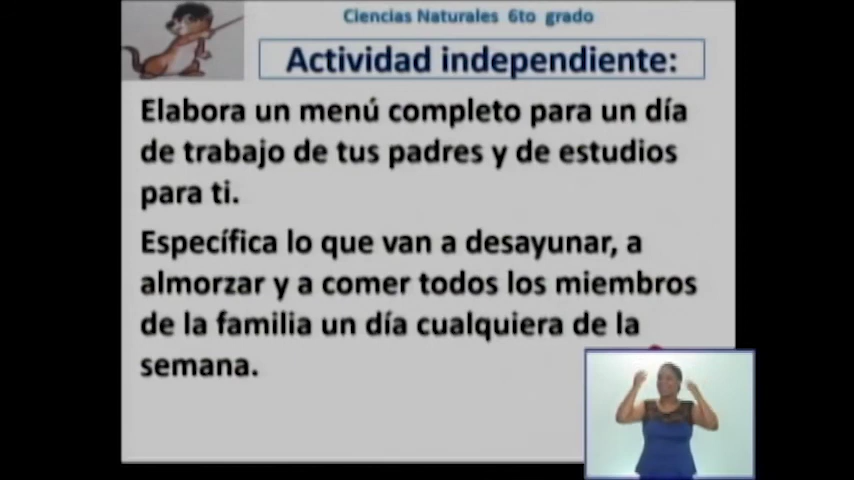 Ciencias Naturales 6to grado
Actividad independiente:
Elabora un menú completo para un día
de trabajo de tus padres y de estudios
para ti.
Específica lo que van a desayunar, a
almorzar y a comer todos los miembros
de la familia un día cualquiera de la
semana.